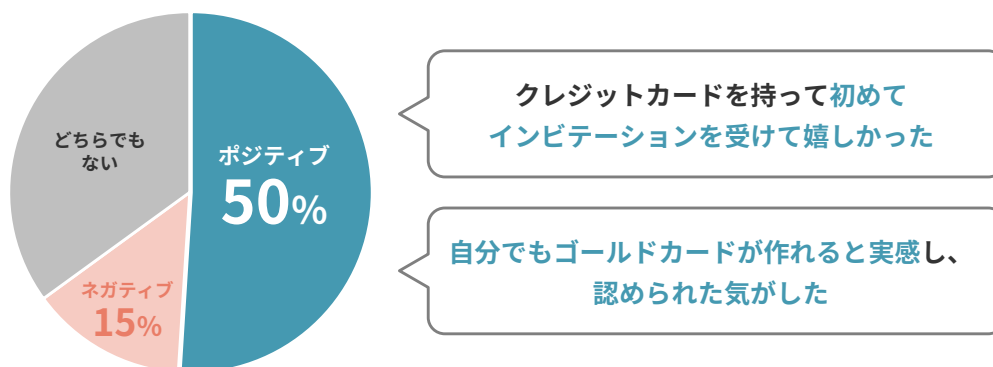 どちらでも
ない
ポジティブ
50%
ネガティブ
15%
クレジットカードを持って初めて
インビテーションを受けて嬉しかった
自分でもゴールドカードが作れると実感し、
認められた気がした